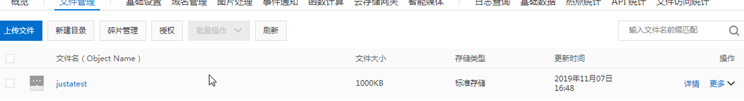 概览 文件管理 基础设置 域名管理 图片处理 事件通知 函数计算 云存储网关 智能媒体 日志查询 基础数据 热点统计 API 统计 文件访问统计
上传文件 新建目录 碎片管理 授权 批量操作 刷新 输入文件名前缀匹配
文件名（Object Name） 文件大小 存储类型 更新时间 操作
justatest 1000KB 标准存储 2019年11月07日 详情 更多
16:48